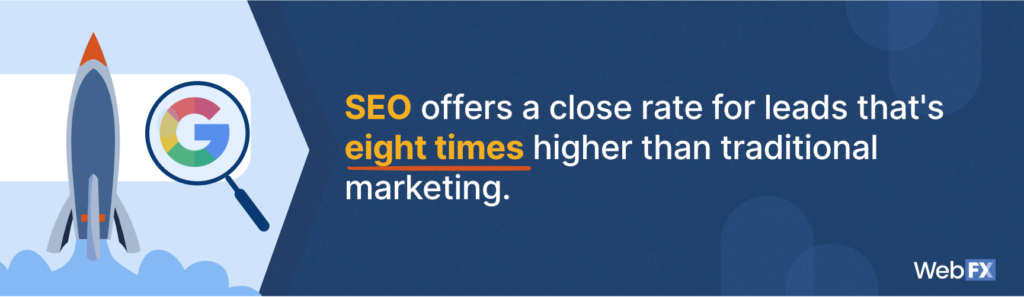 SEO offers a close rate for leads that's
eight times higher than traditional
marketing.
G
WebFX